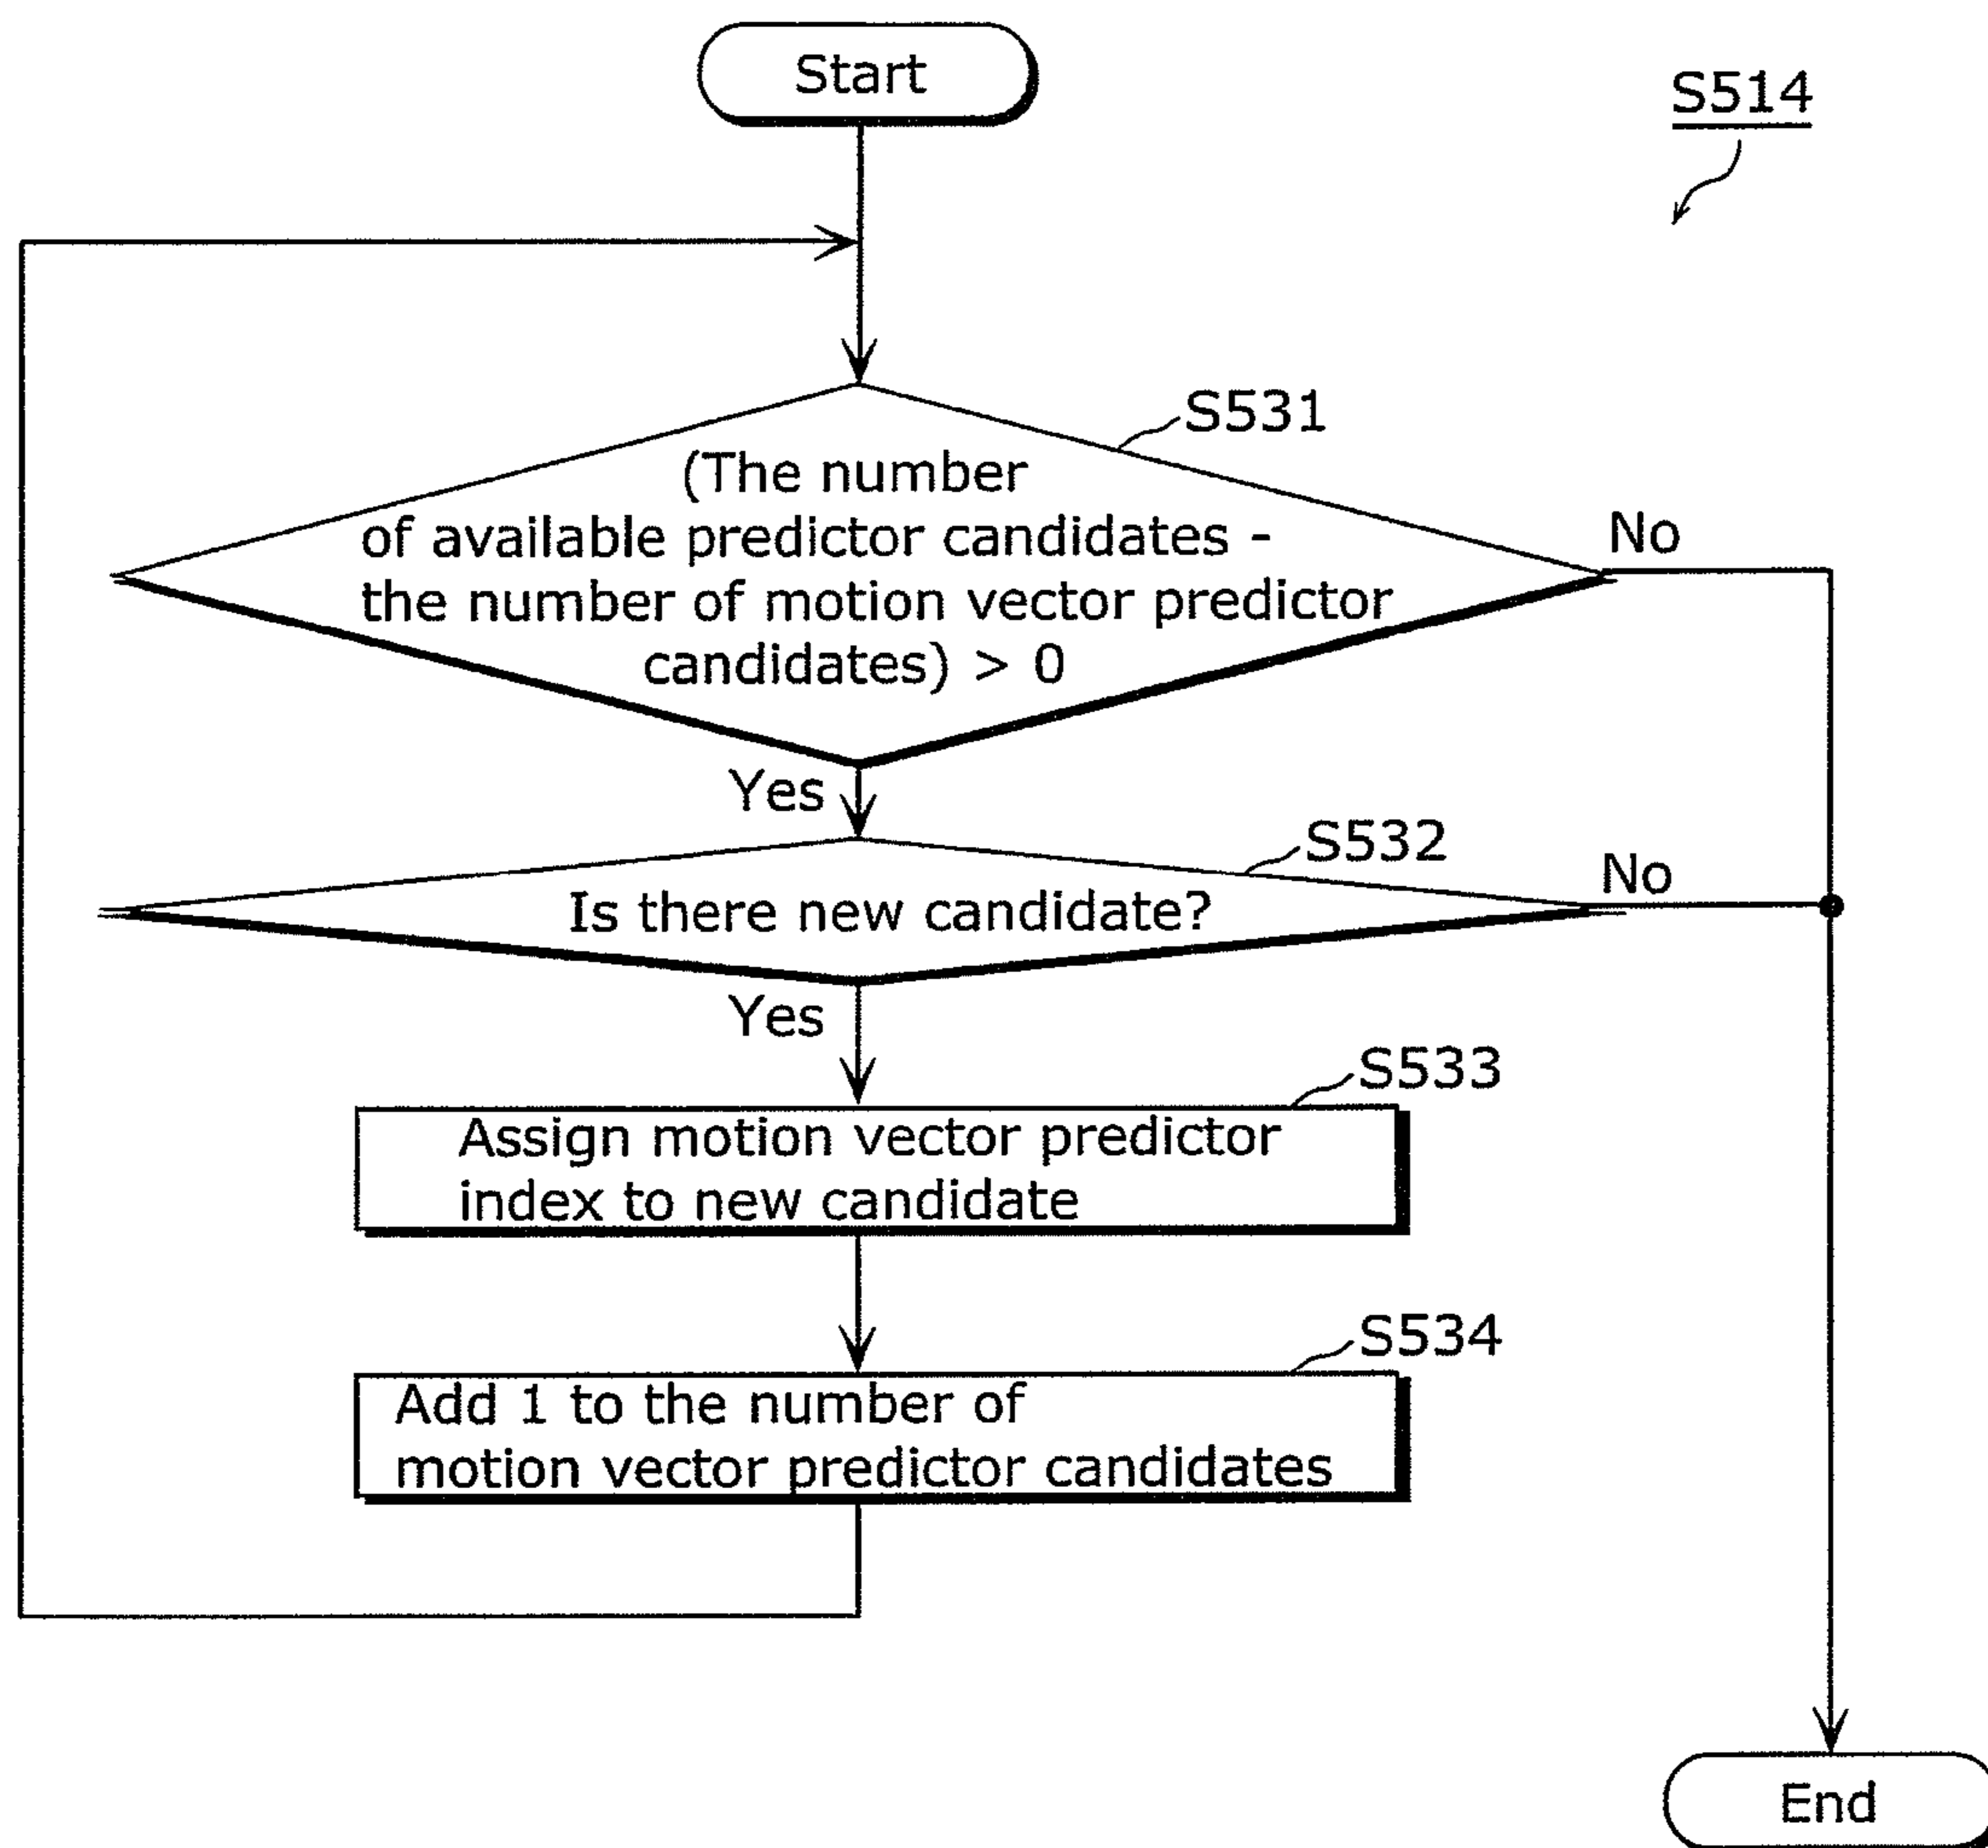 Start
S514
S531
(The number
of available predictor candidates -
the number of motion vector predictor
candidates) > 0
No
Yes
S532
Is there new candidate?
No
Yes
S533
Assign motion vector predictor
index to new candidate
S534
Add 1 to the number of
motion vector predictor candidates
End